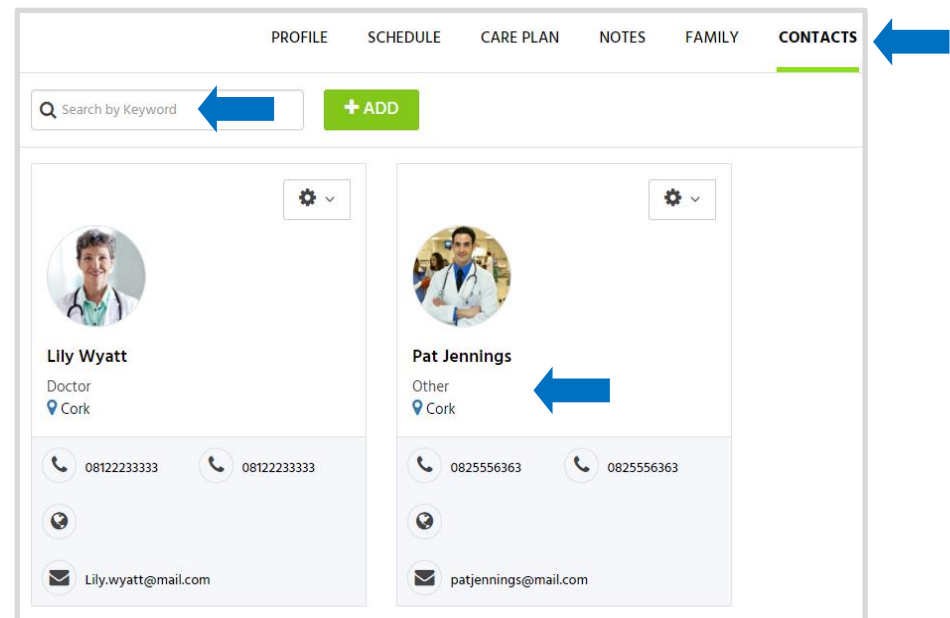 PROFILE SCHEDULE CARE PLAN NOTES FAMILY CONTACTS
Search by Keyword
+ ADD
Lily Wyatt
Doctor
Cork
08122233333 08122233333
Lily.wyatt@mail.com
Pat Jennings
Other
Cork
0825556363 0825556363
patjennings@mail.com